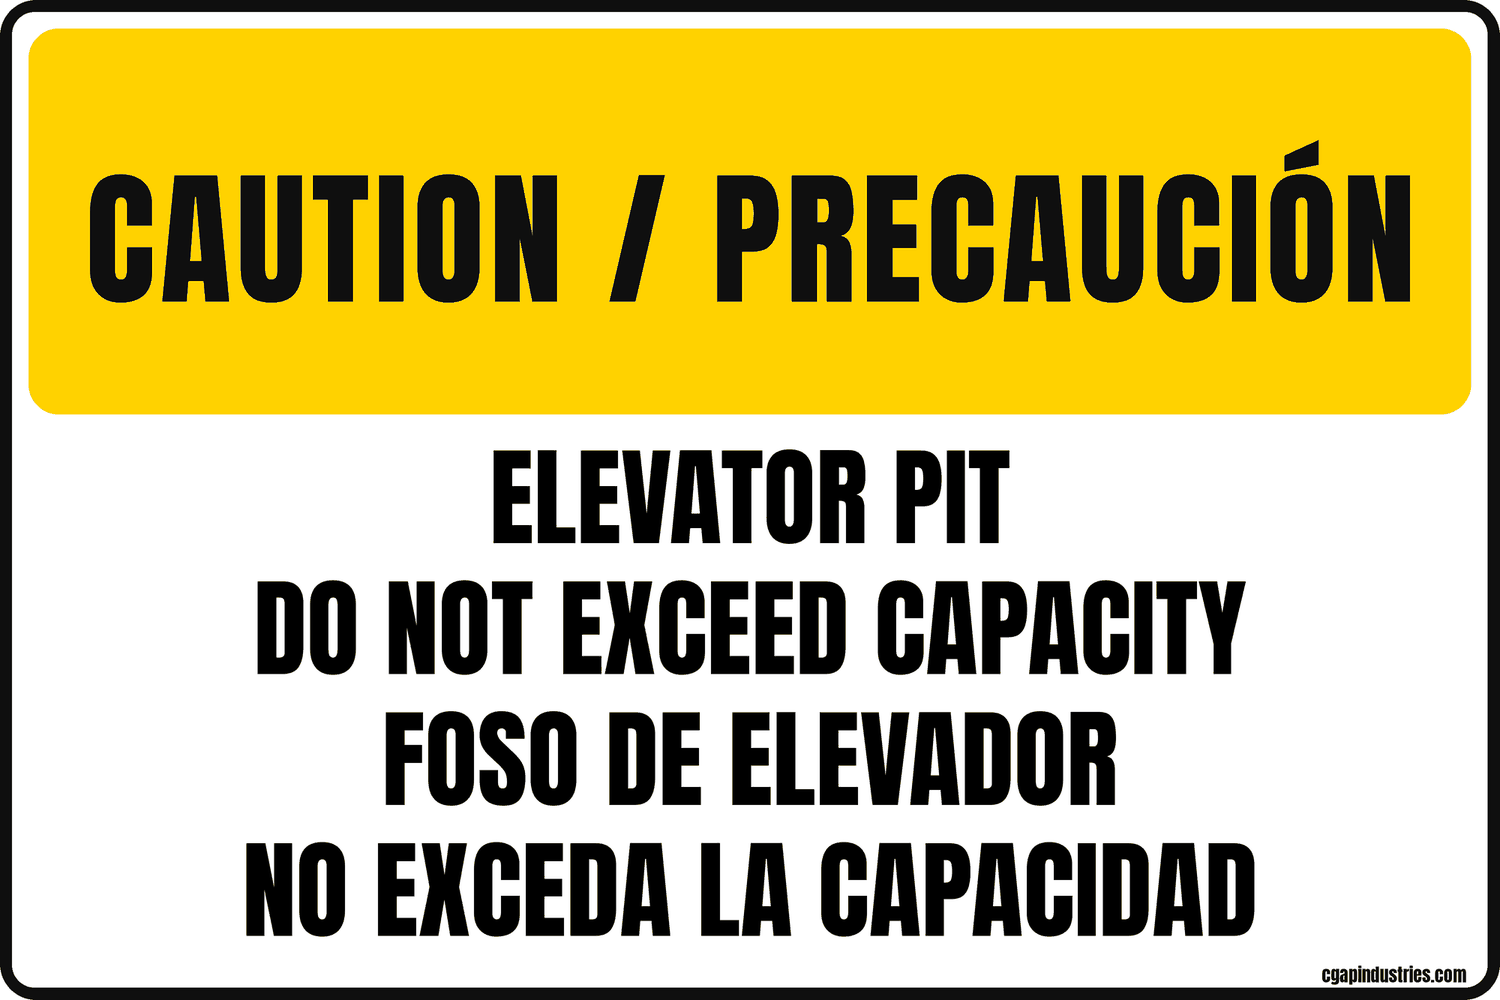 CAUTION / PRECAUCIÓN
ELEVATOR PIT
DO NOT EXCEED CAPACITY
FOSO DE ELEVADOR
NO EXCEDA LA CAPACIDAD
cgapindustries.com